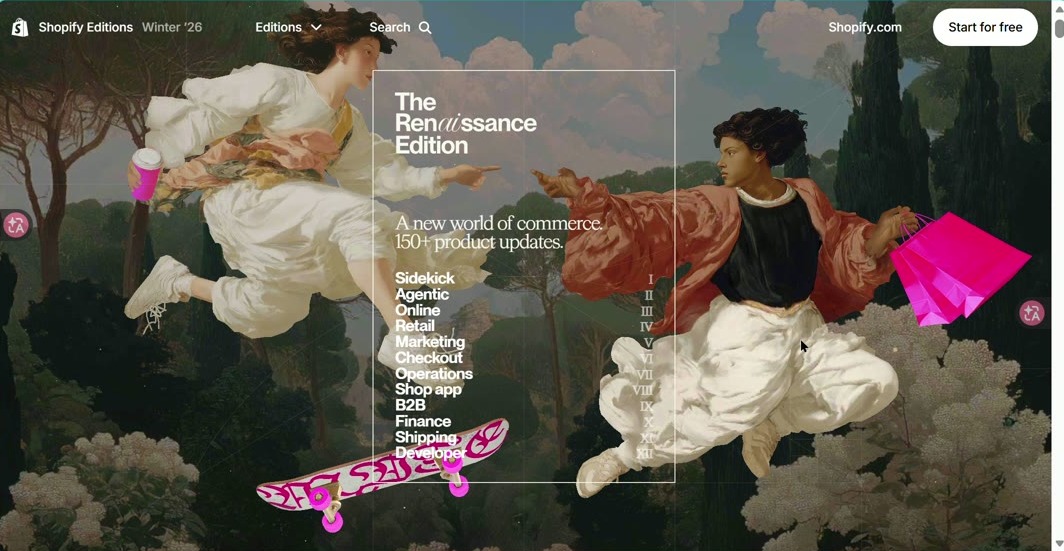 Shopify Editions Winter '26
Editions
Search
Shopify.com
Start for free
The
Renaissance
Edition
A new world of commerce.
150+ product updates.
Sidekick I
Agentic II
Online III
Retail IV
Marketing V
Checkout VI
Operations VII
Shop app VIII
B2B IX
Finance X
Shipping XI
Developer XII